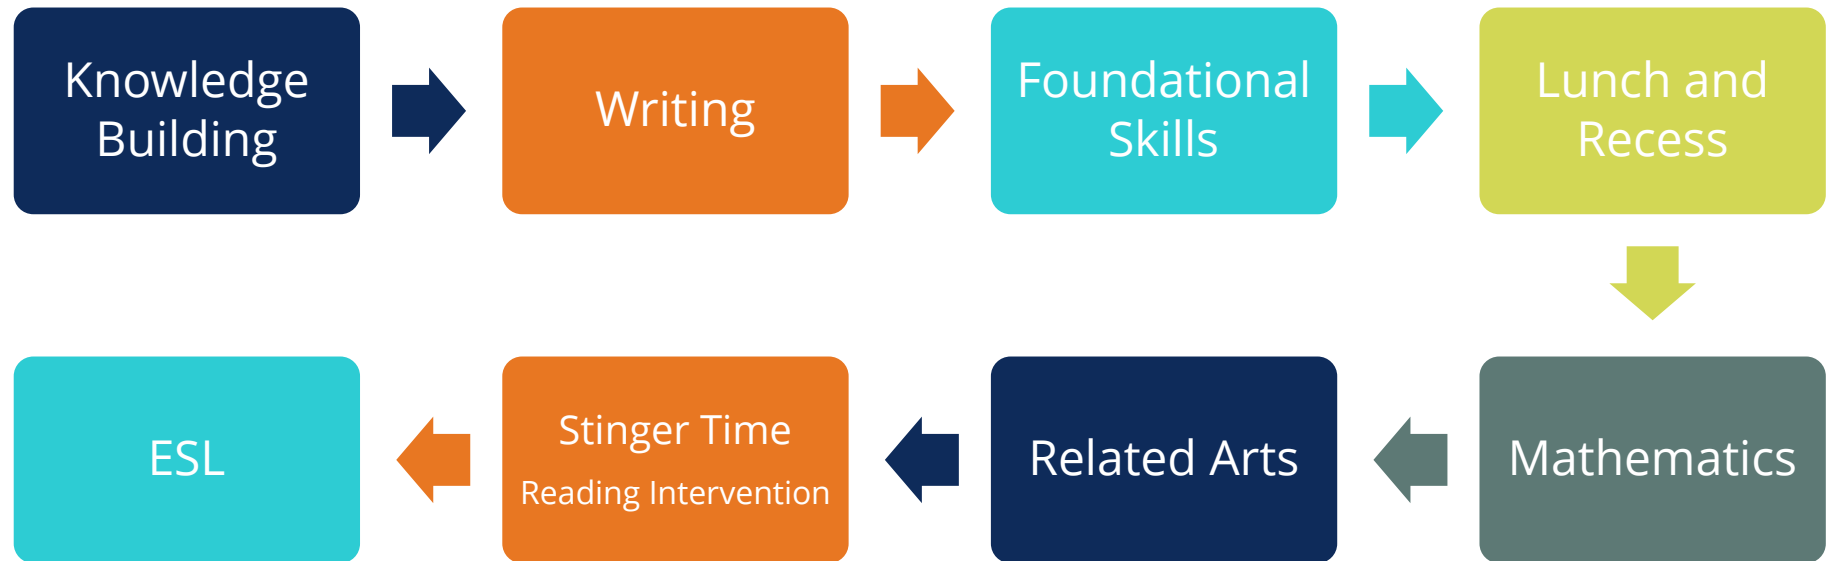 Knowledge
Building
Writing
Foundational
Skills
Lunch and
Recess
Mathematics
Related Arts
Stinger Time
Reading Intervention
ESL